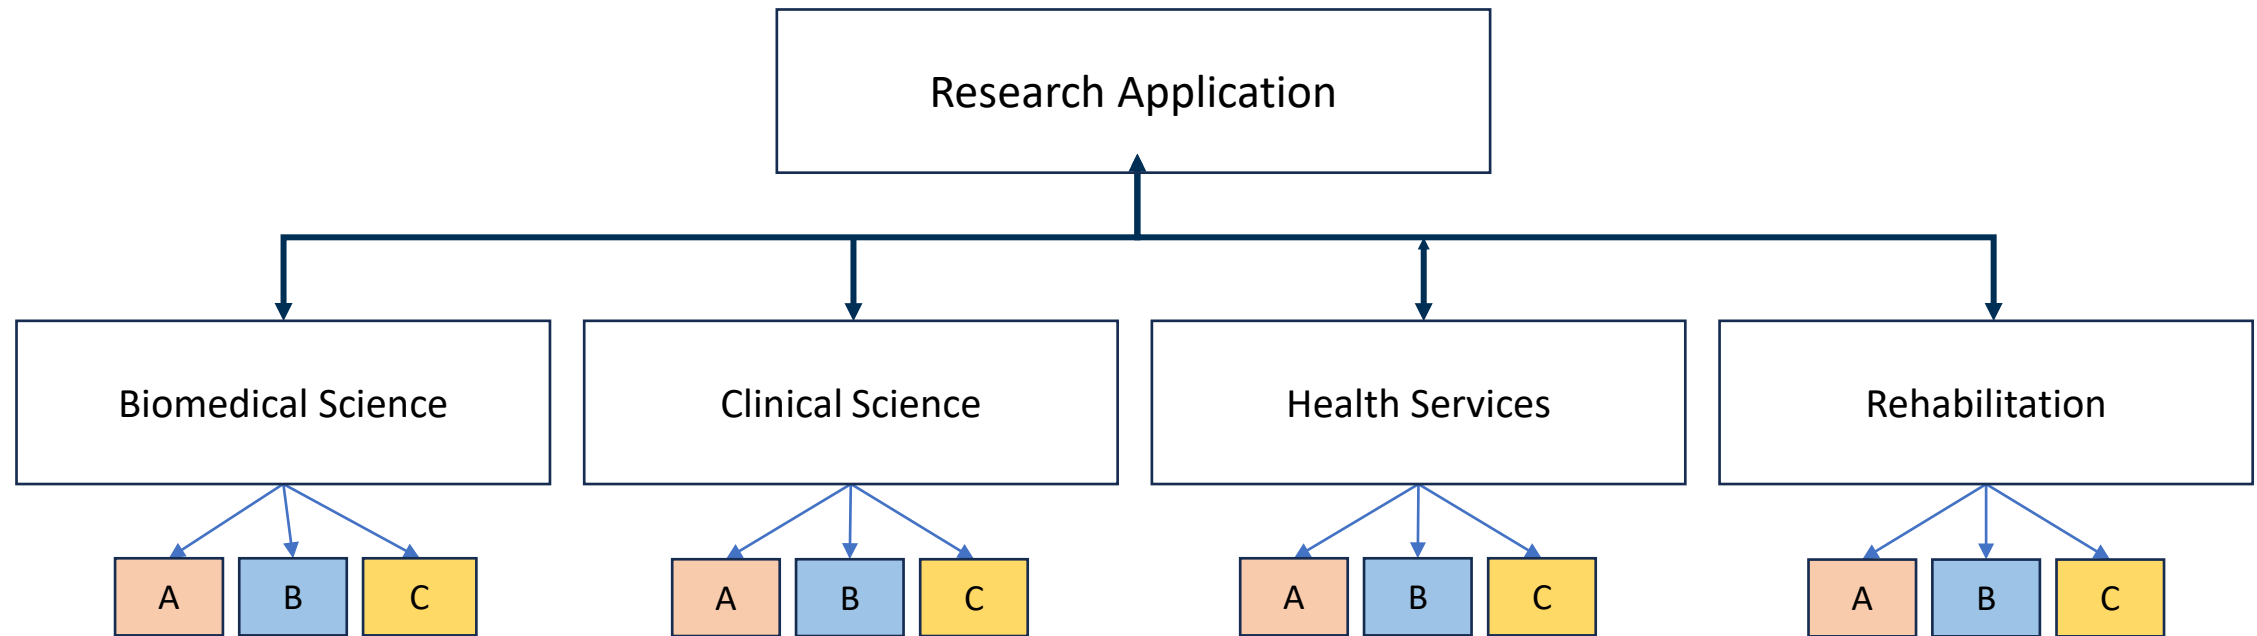 Research Application
Biomedical Science
Clinical Science
Health Services
Rehabilitation
A
B
C
A
B
C
A
B
C
A
B
C